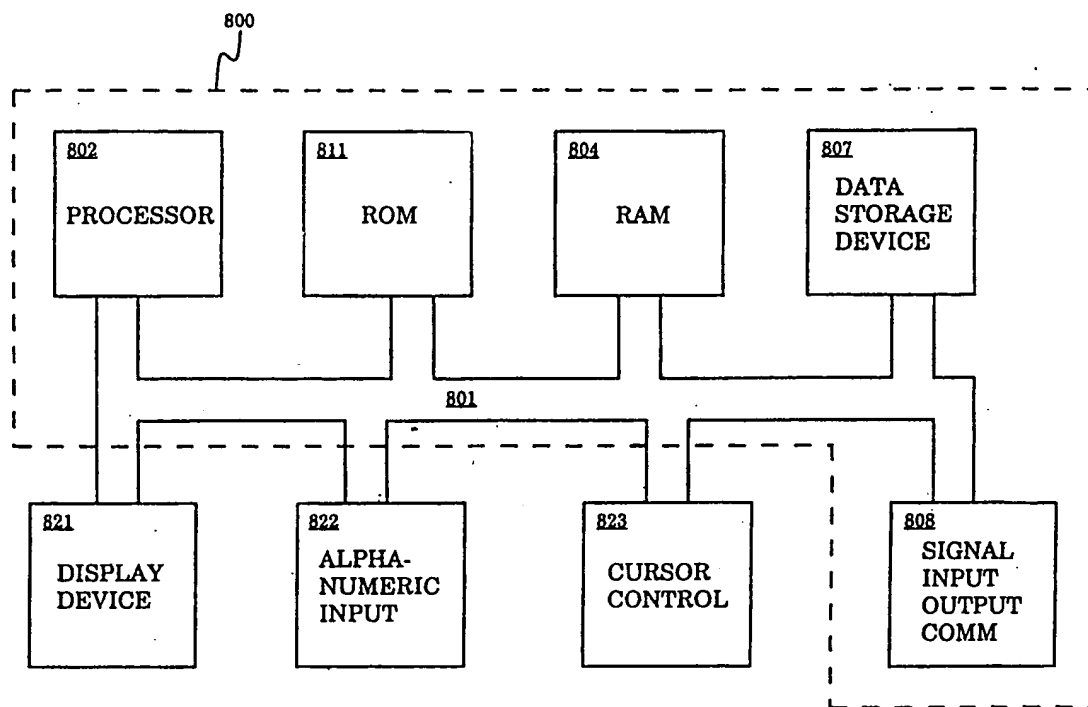 800
802
PROCESSOR
811
ROM
804
RAM
807
DATA
STORAGE
DEVICE
801
821
DISPLAY
DEVICE
822
ALPHA-
NUMERIC
INPUT
823
CURSOR
CONTROL
808
SIGNAL
INPUT
OUTPUT
COMM